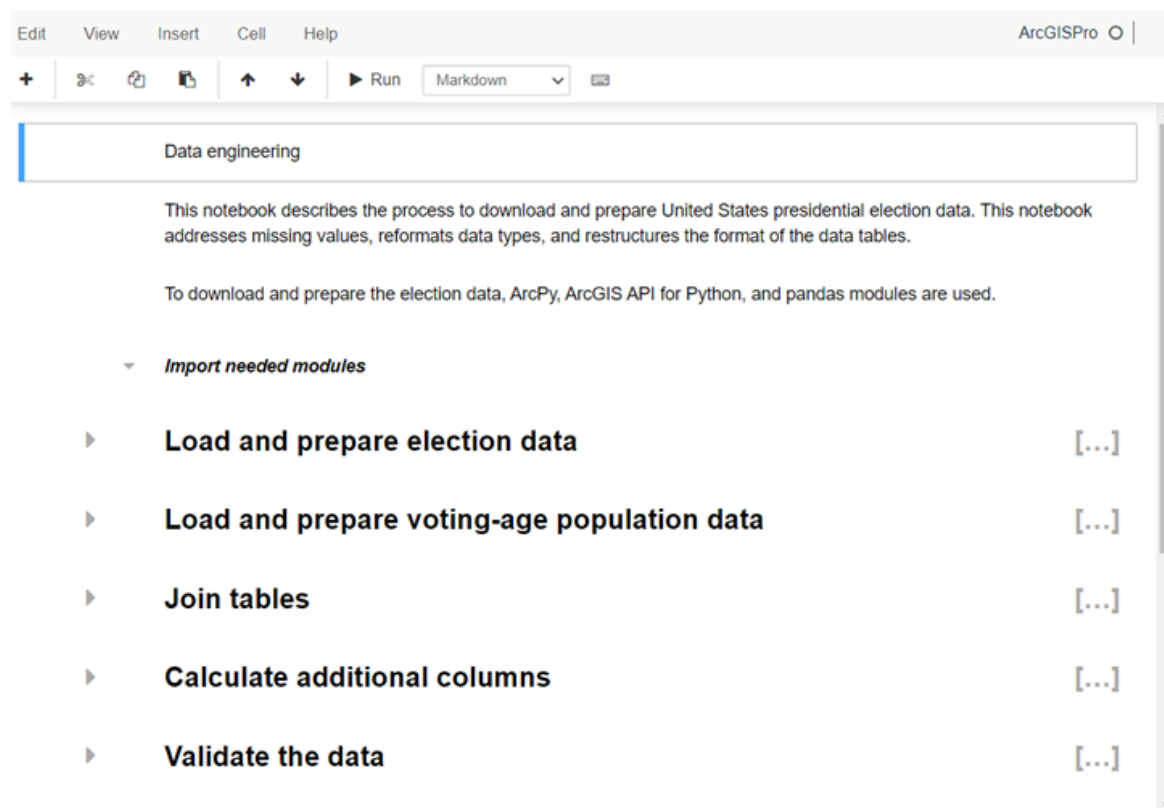 Edit View Insert Cell Help ArcGISPro
Run Markdown
Data engineering
This notebook describes the process to download and prepare United States presidential election data. This notebook
addresses missing values, reformats data types, and restructures the format of the data tables.
To download and prepare the election data, ArcPy, ArcGIS API for Python, and pandas modules are used.
Import needed modules
Load and prepare election data [...]
Load and prepare voting-age population data [...]
Join tables [...]
Calculate additional columns [...]
Validate the data [...]